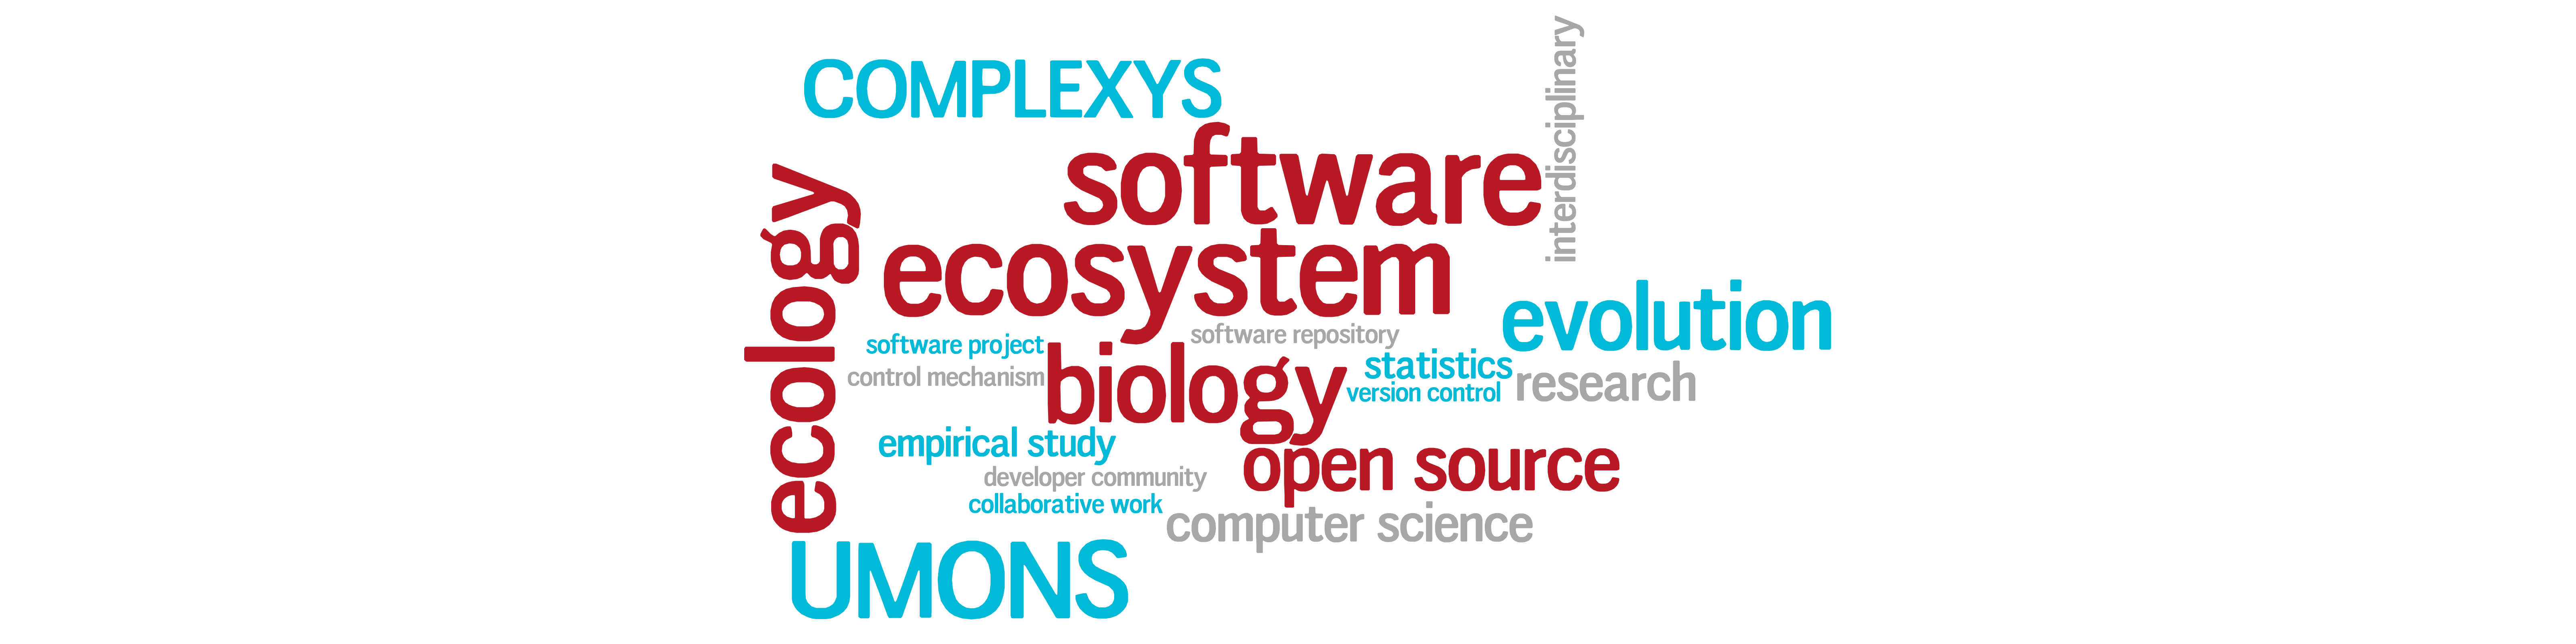 COMPLEXYS
interdisciplinary
software
ecology
ecosystem
evolution
software repository
software project
statistics
control mechanism
biology
version control
research
empirical study
open source
developer community
collaborative work
computer science
UMONS